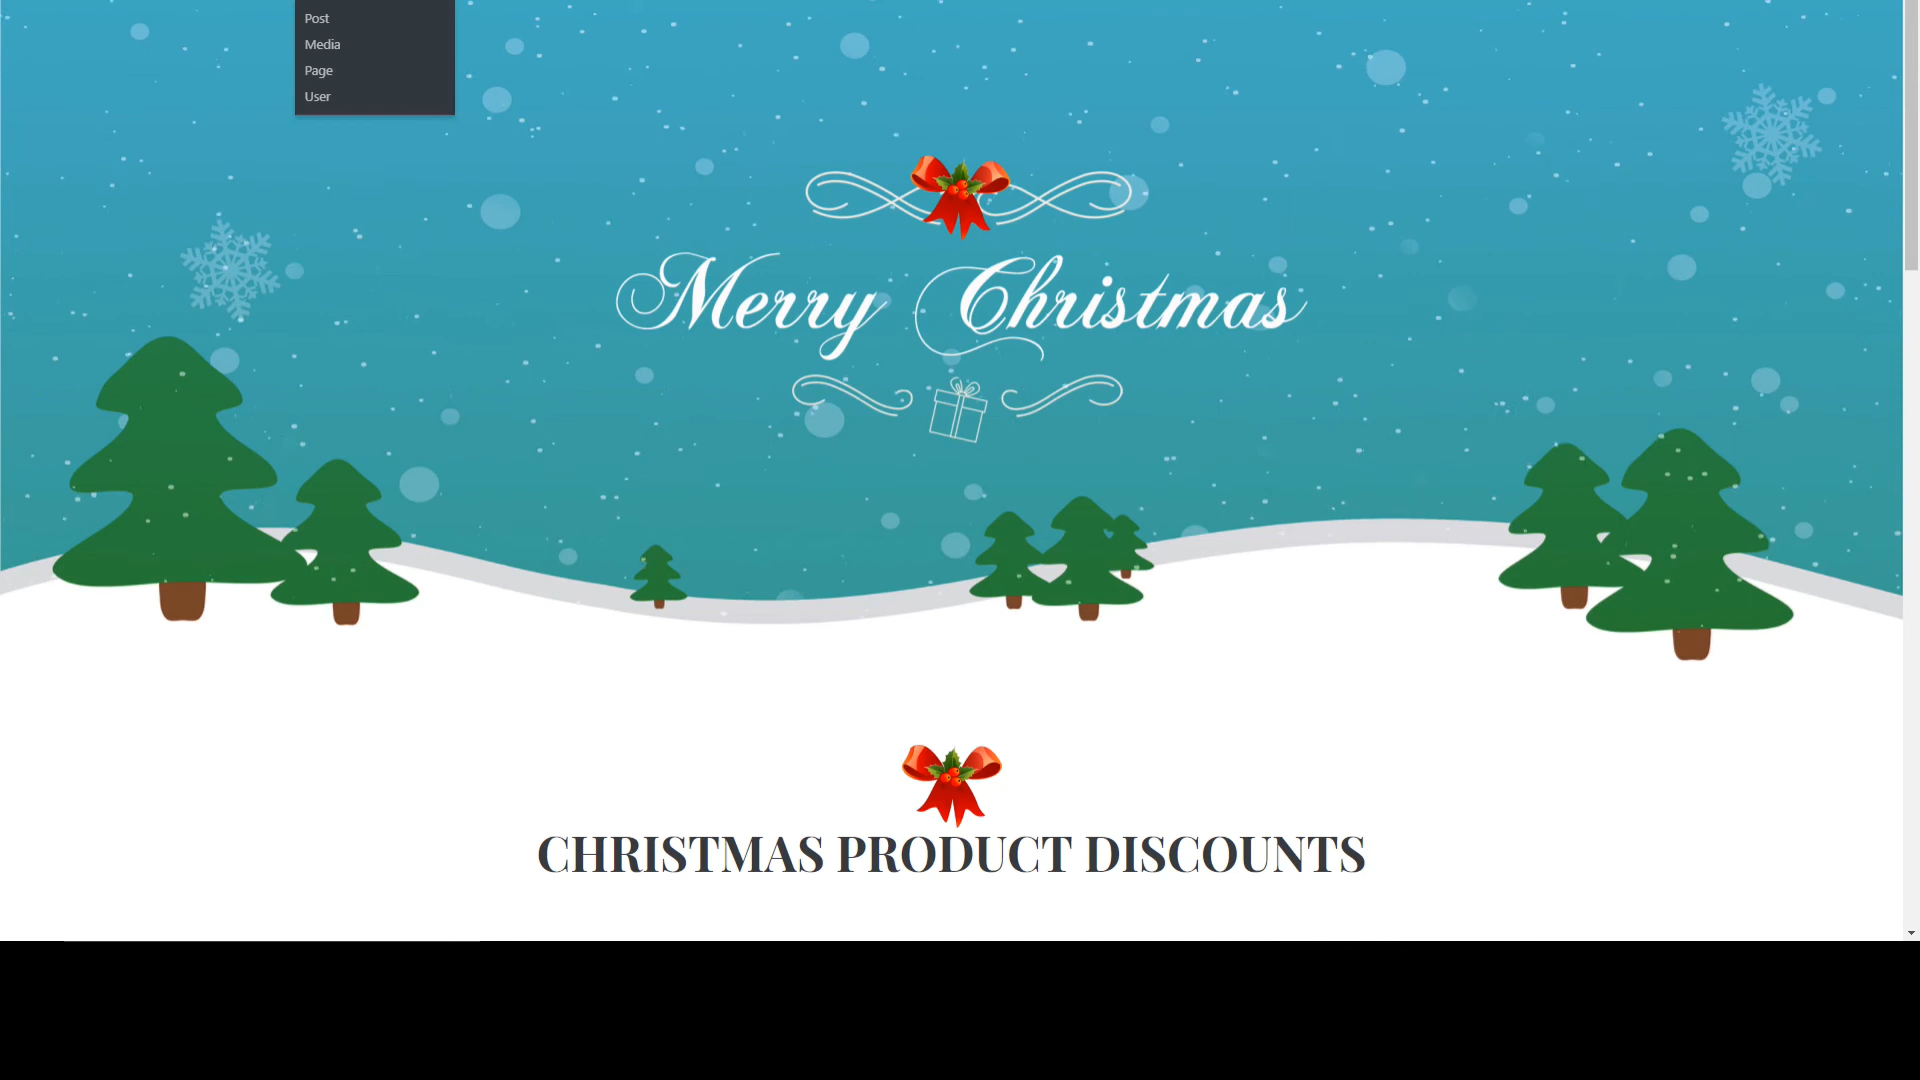 Post
Media
Page
User
Merry Christmas
CHRISTMAS PRODUCT DISCOUNTS